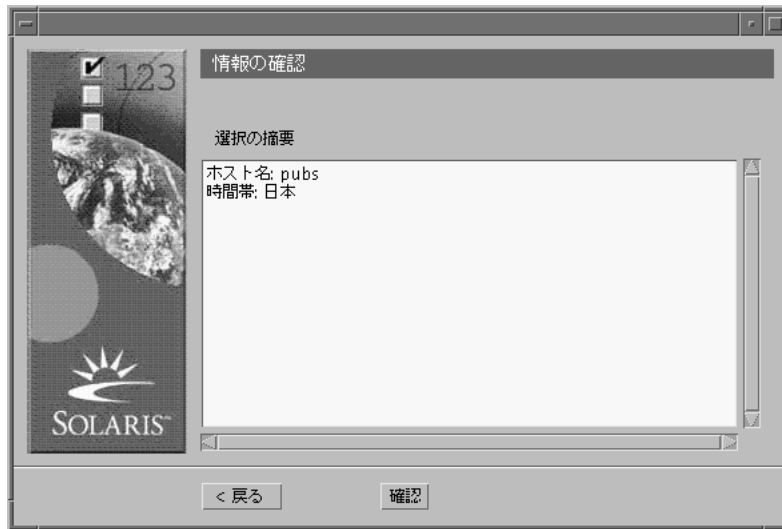 123
情報の確認
選択の摘要
ホスト名: pubs
時間帯: 日本
SOLARIS™
< 戻る
確認